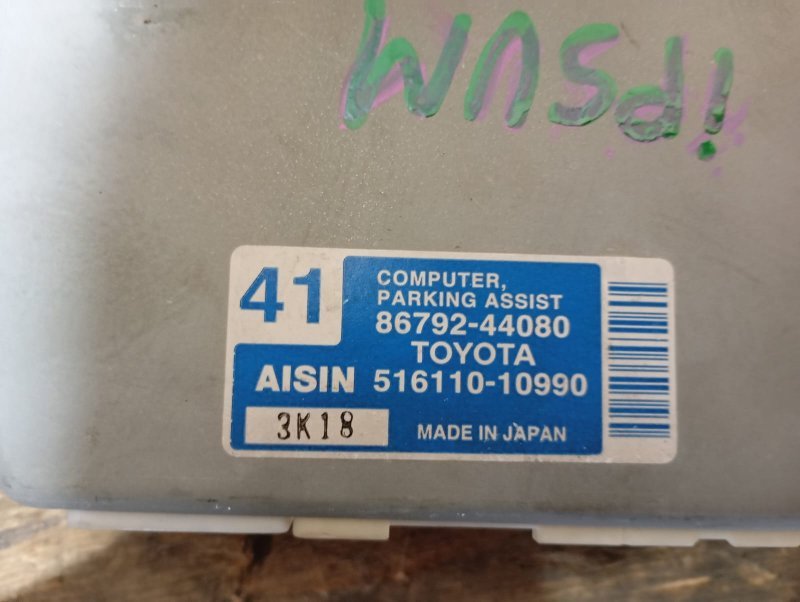 iPSUM
41
COMPUTER,
PARKING ASSIST
86792-44080
TOYOTA
AISIN 516110-10990
3K18
MADE IN JAPAN